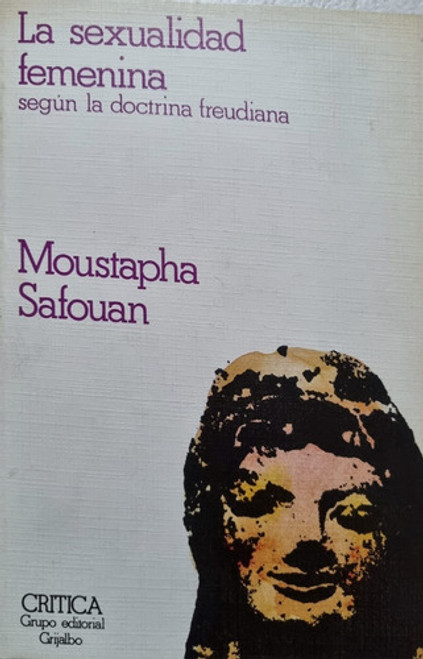 La sexualidad
femenina
según la doctrina freudiana
Moustapha
Safouan
CRITICA
Grupo editorial
Grijalbo